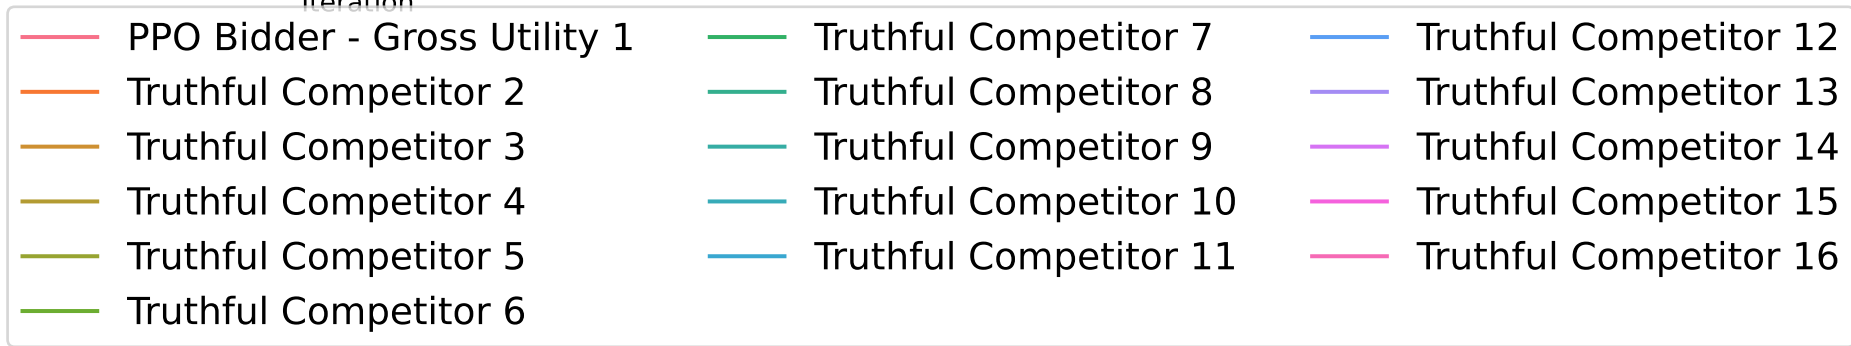 Iteration
PPO Bidder - Gross Utility 1
Truthful Competitor 2
Truthful Competitor 3
Truthful Competitor 4
Truthful Competitor 5
Truthful Competitor 6
Truthful Competitor 7
Truthful Competitor 8
Truthful Competitor 9
Truthful Competitor 10
Truthful Competitor 11
Truthful Competitor 12
Truthful Competitor 13
Truthful Competitor 14
Truthful Competitor 15
Truthful Competitor 16